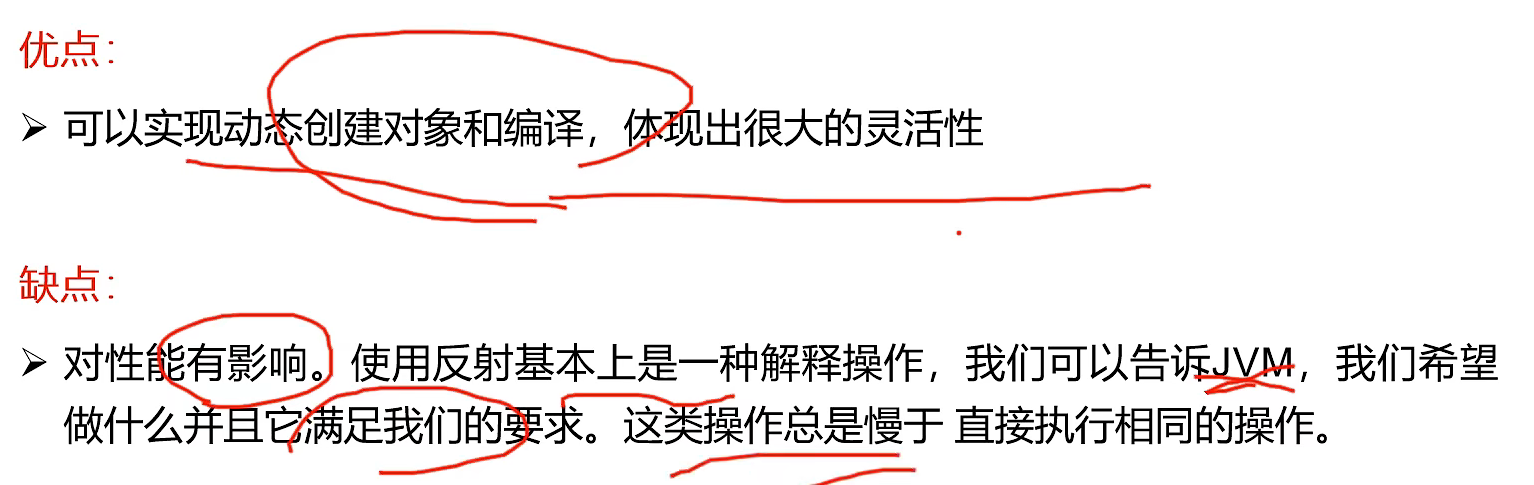 优点：
➢ 可以实现动态创建对象和编译，体现出很大的灵活性
缺点：
➢ 对性能有影响。使用反射基本上是一种解释操作，我们可以告诉JVM，我们希望
做什么并且它满足我们的要求。这类操作总是慢于 直接执行相同的操作。